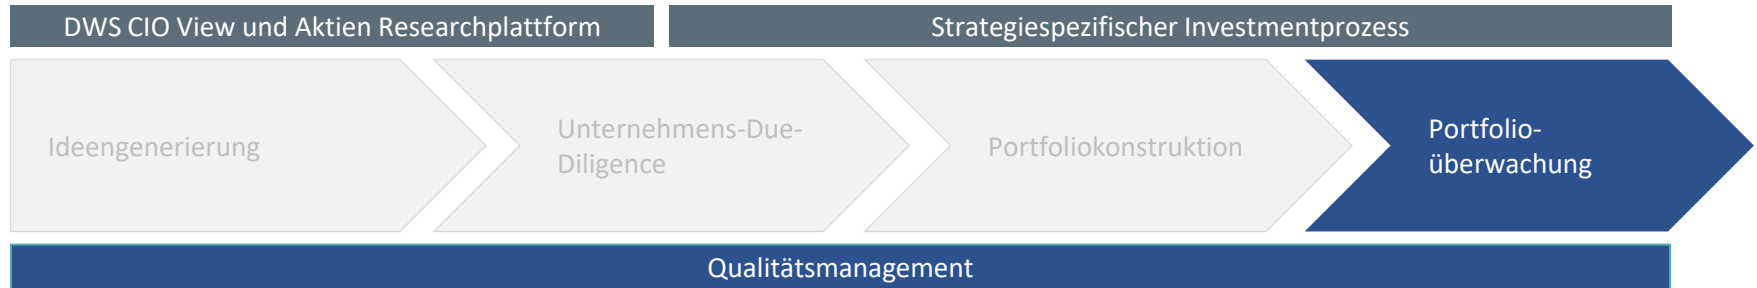 DWS CIO View und Aktien Researchplattform
Strategiespezifischer Investmentprozess
Ideengenerierung
Unternehmens-Due-
Diligence
Portfoliokonstruktion
Portfolio-
überwachung
Qualitätsmanagement